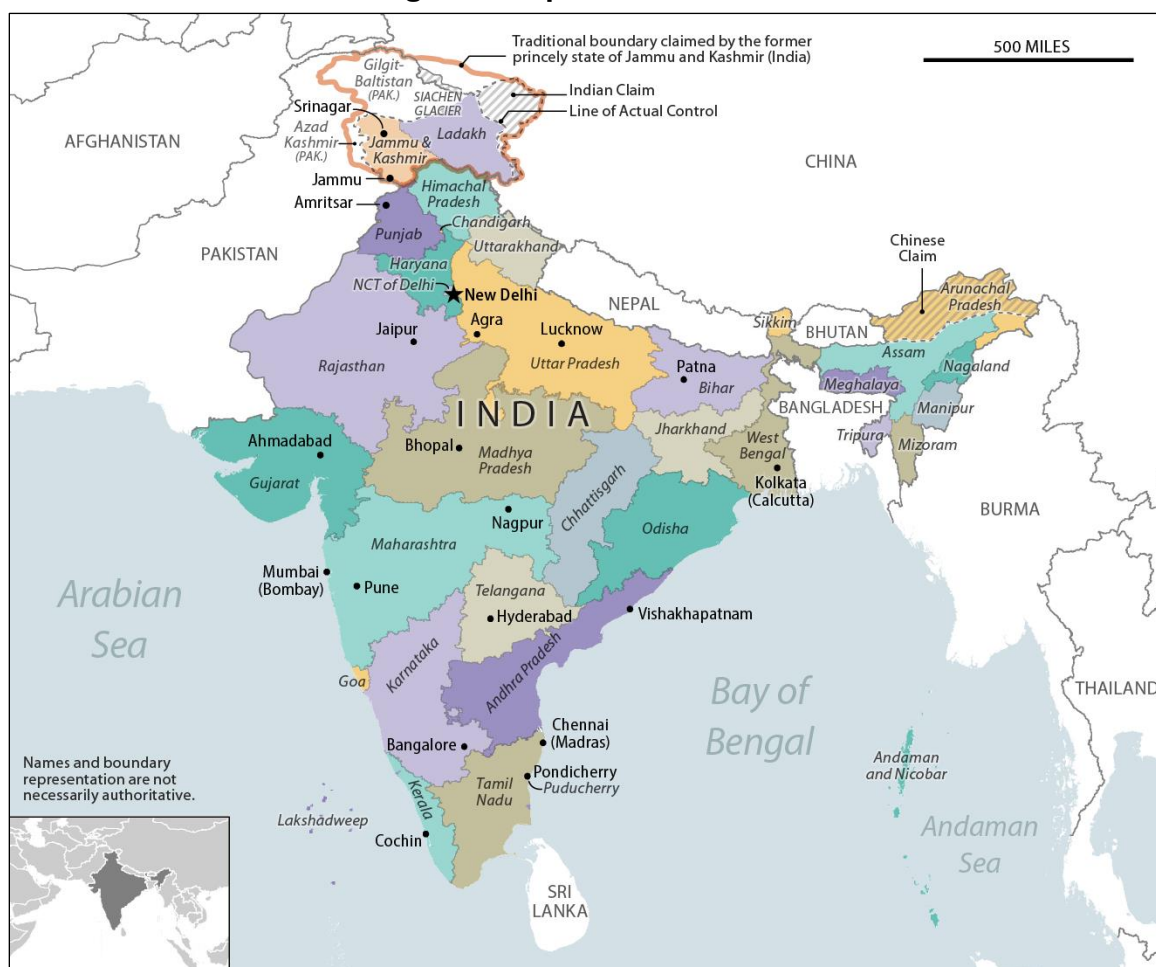 500 MILES
Traditional boundary claimed by the former
princely state of Jammu and Kashmir (India)
Gilgit-
Baltistan
(PAK.)
SIACHEN
GLACIER
Indian Claim
Line of Actual Control
Srinagar
Azad
Kashmir
(PAK.)
Ladakh
Jammu &
Kashmir
AFGHANISTAN
CHINA
Jammu
Himachal
Pradesh
Amritsar
Chandigarh
Punjab
Uttarakhand
PAKISTAN
Haryana
NCT of Delhi
New Delhi
Chinese
Claim
Arunachal
Pradesh
NEPAL
Sikkim
BHUTAN
Jaipur
Agra
Lucknow
Rajasthan
Uttar Pradesh
Assam
Nagaland
Patna
Bihar
Meghalaya
INDIA
BANGLADESH
Manipur
Ahmadabad
Bhopal
Madhya
Pradesh
Jharkhand
West
Bengal
Tripura
Mizoram
Gujarat
Chhattisgarh
Kolkata
(Calcutta)
Nagpur
BURMA
Maharashtra
Odisha
Mumbai
(Bombay)
Pune
Telangana
Hyderabad
Vishakhapatnam
Arabian
Sea
Karnataka
Goa
Andhra Pradesh
Bay of
Bengal
THAILAND
Bangalore
Chennai
(Madras)
Andaman
and Nicobar
Names and boundary
representation are not
necessarily authoritative.
Pondicherry
Puducherry
Tamil
Nadu
Kerala
Lakshadweep
Cochin
Andaman
Sea
SRI
LANKA